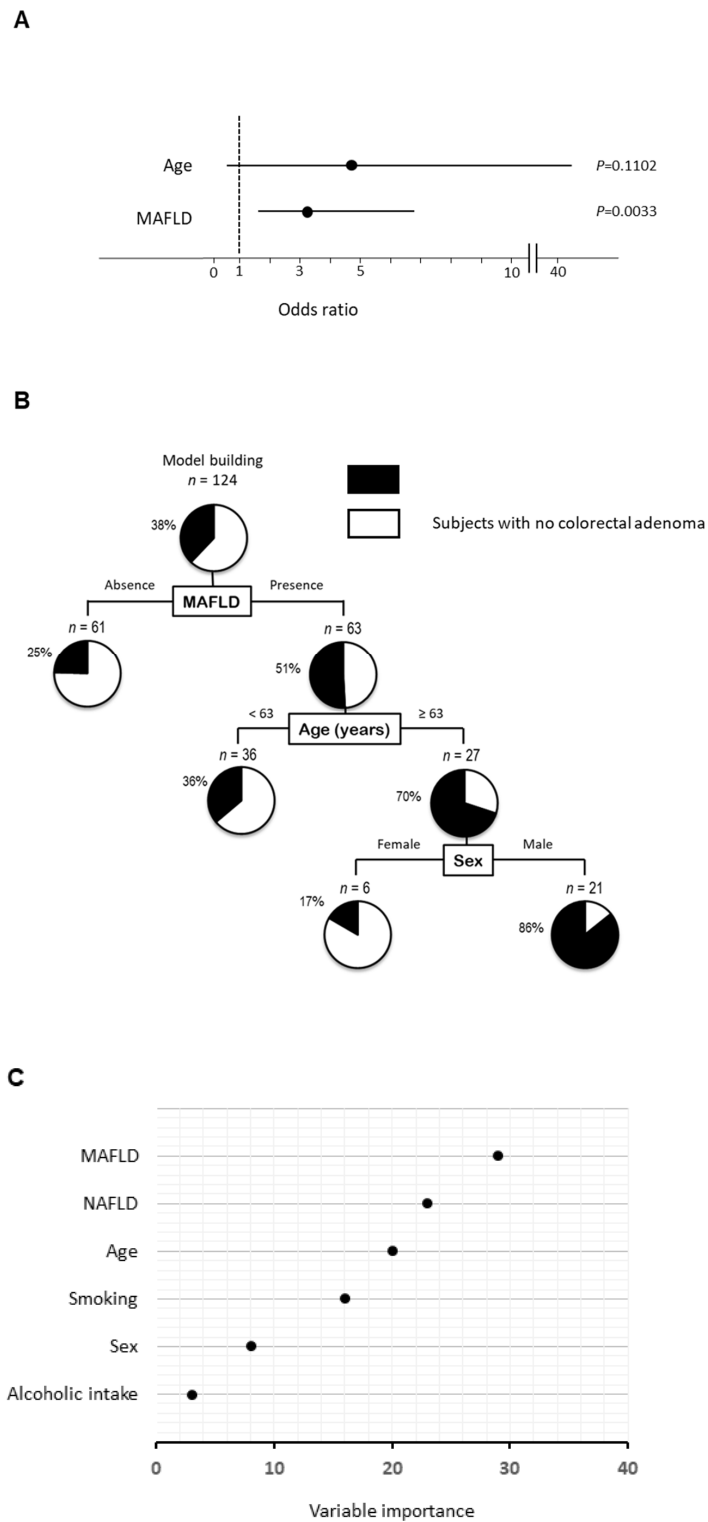 A
Age
P=0.1102
MAFLD
P=0.0033
0 1 3 5 10 40
Odds ratio
B
Model building
n = 124
38%
Subjects with no colorectal adenoma
Absence
MAFLD
Presence
n = 61
n = 63
25%
51%
< 63
Age (years)
≥ 63
n = 36
n = 27
36%
70%
Female
Sex
Male
n = 6
n = 21
17%
86%
C
MAFLD
NAFLD
Age
Smoking
Sex
Alcoholic intake
0 10 20 30 40
Variable importance